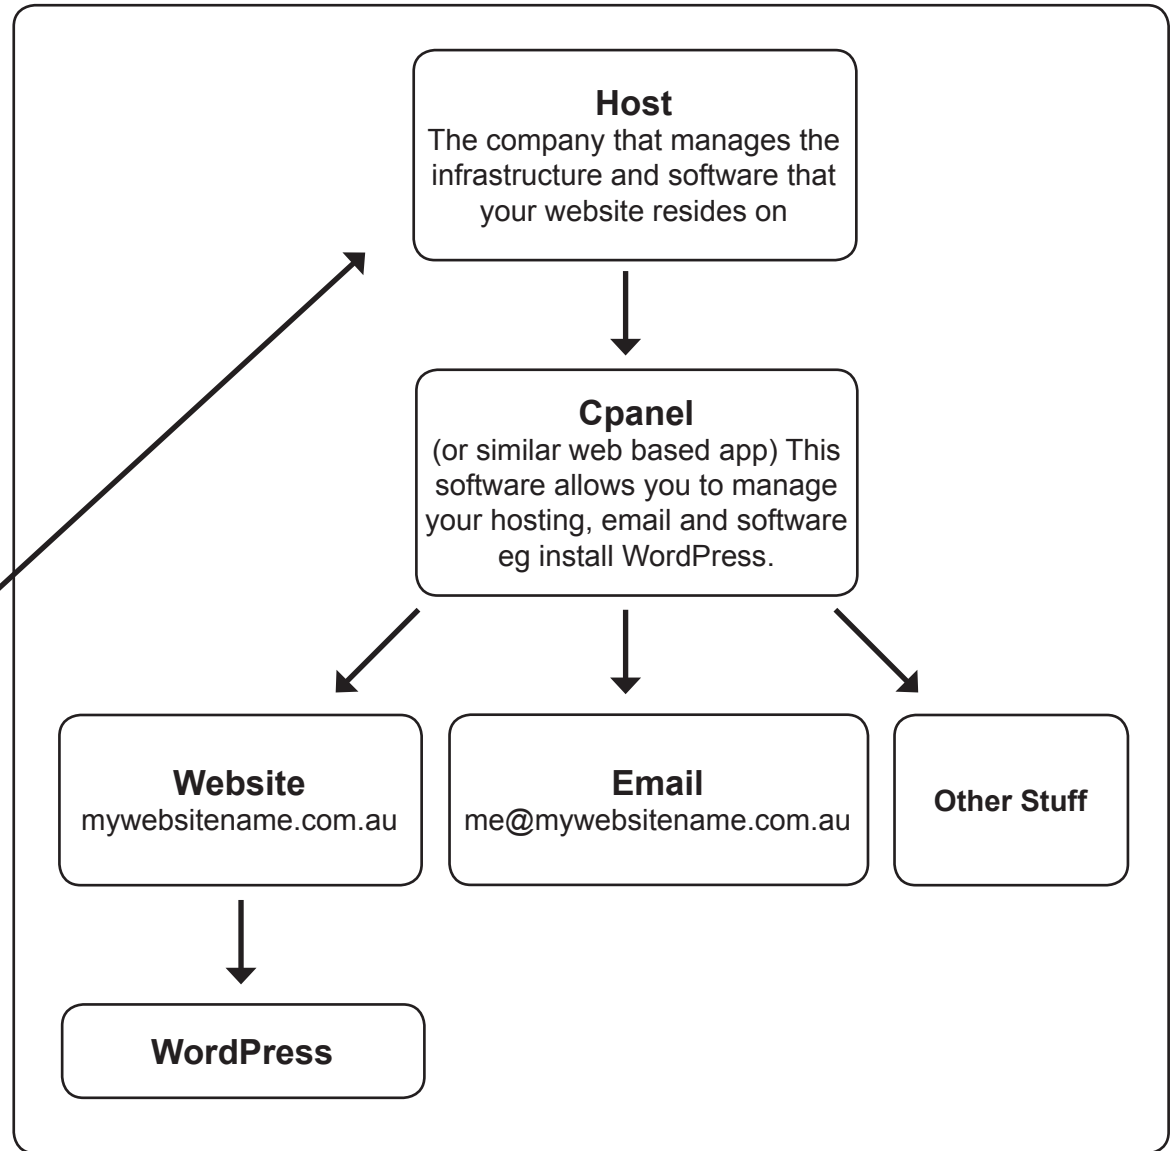 Host
The company that manages the
infrastructure and software that
your website resides on
Cpanel
(or similar web based app) This
software allows you to manage
your hosting, email and software
eg install WordPress.
Website
mywebsitename.com.au
Email
me@mywebsitename.com.au
Other Stuff
WordPress